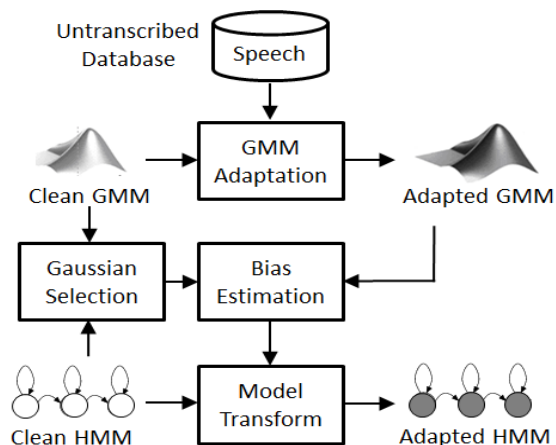 Untranscribed
Database
Speech
GMM
Adaptation
Clean GMM
Adapted GMM
Gaussian
Selection
Bias
Estimation
Model
Transform
Clean HMM
Adapted HMM